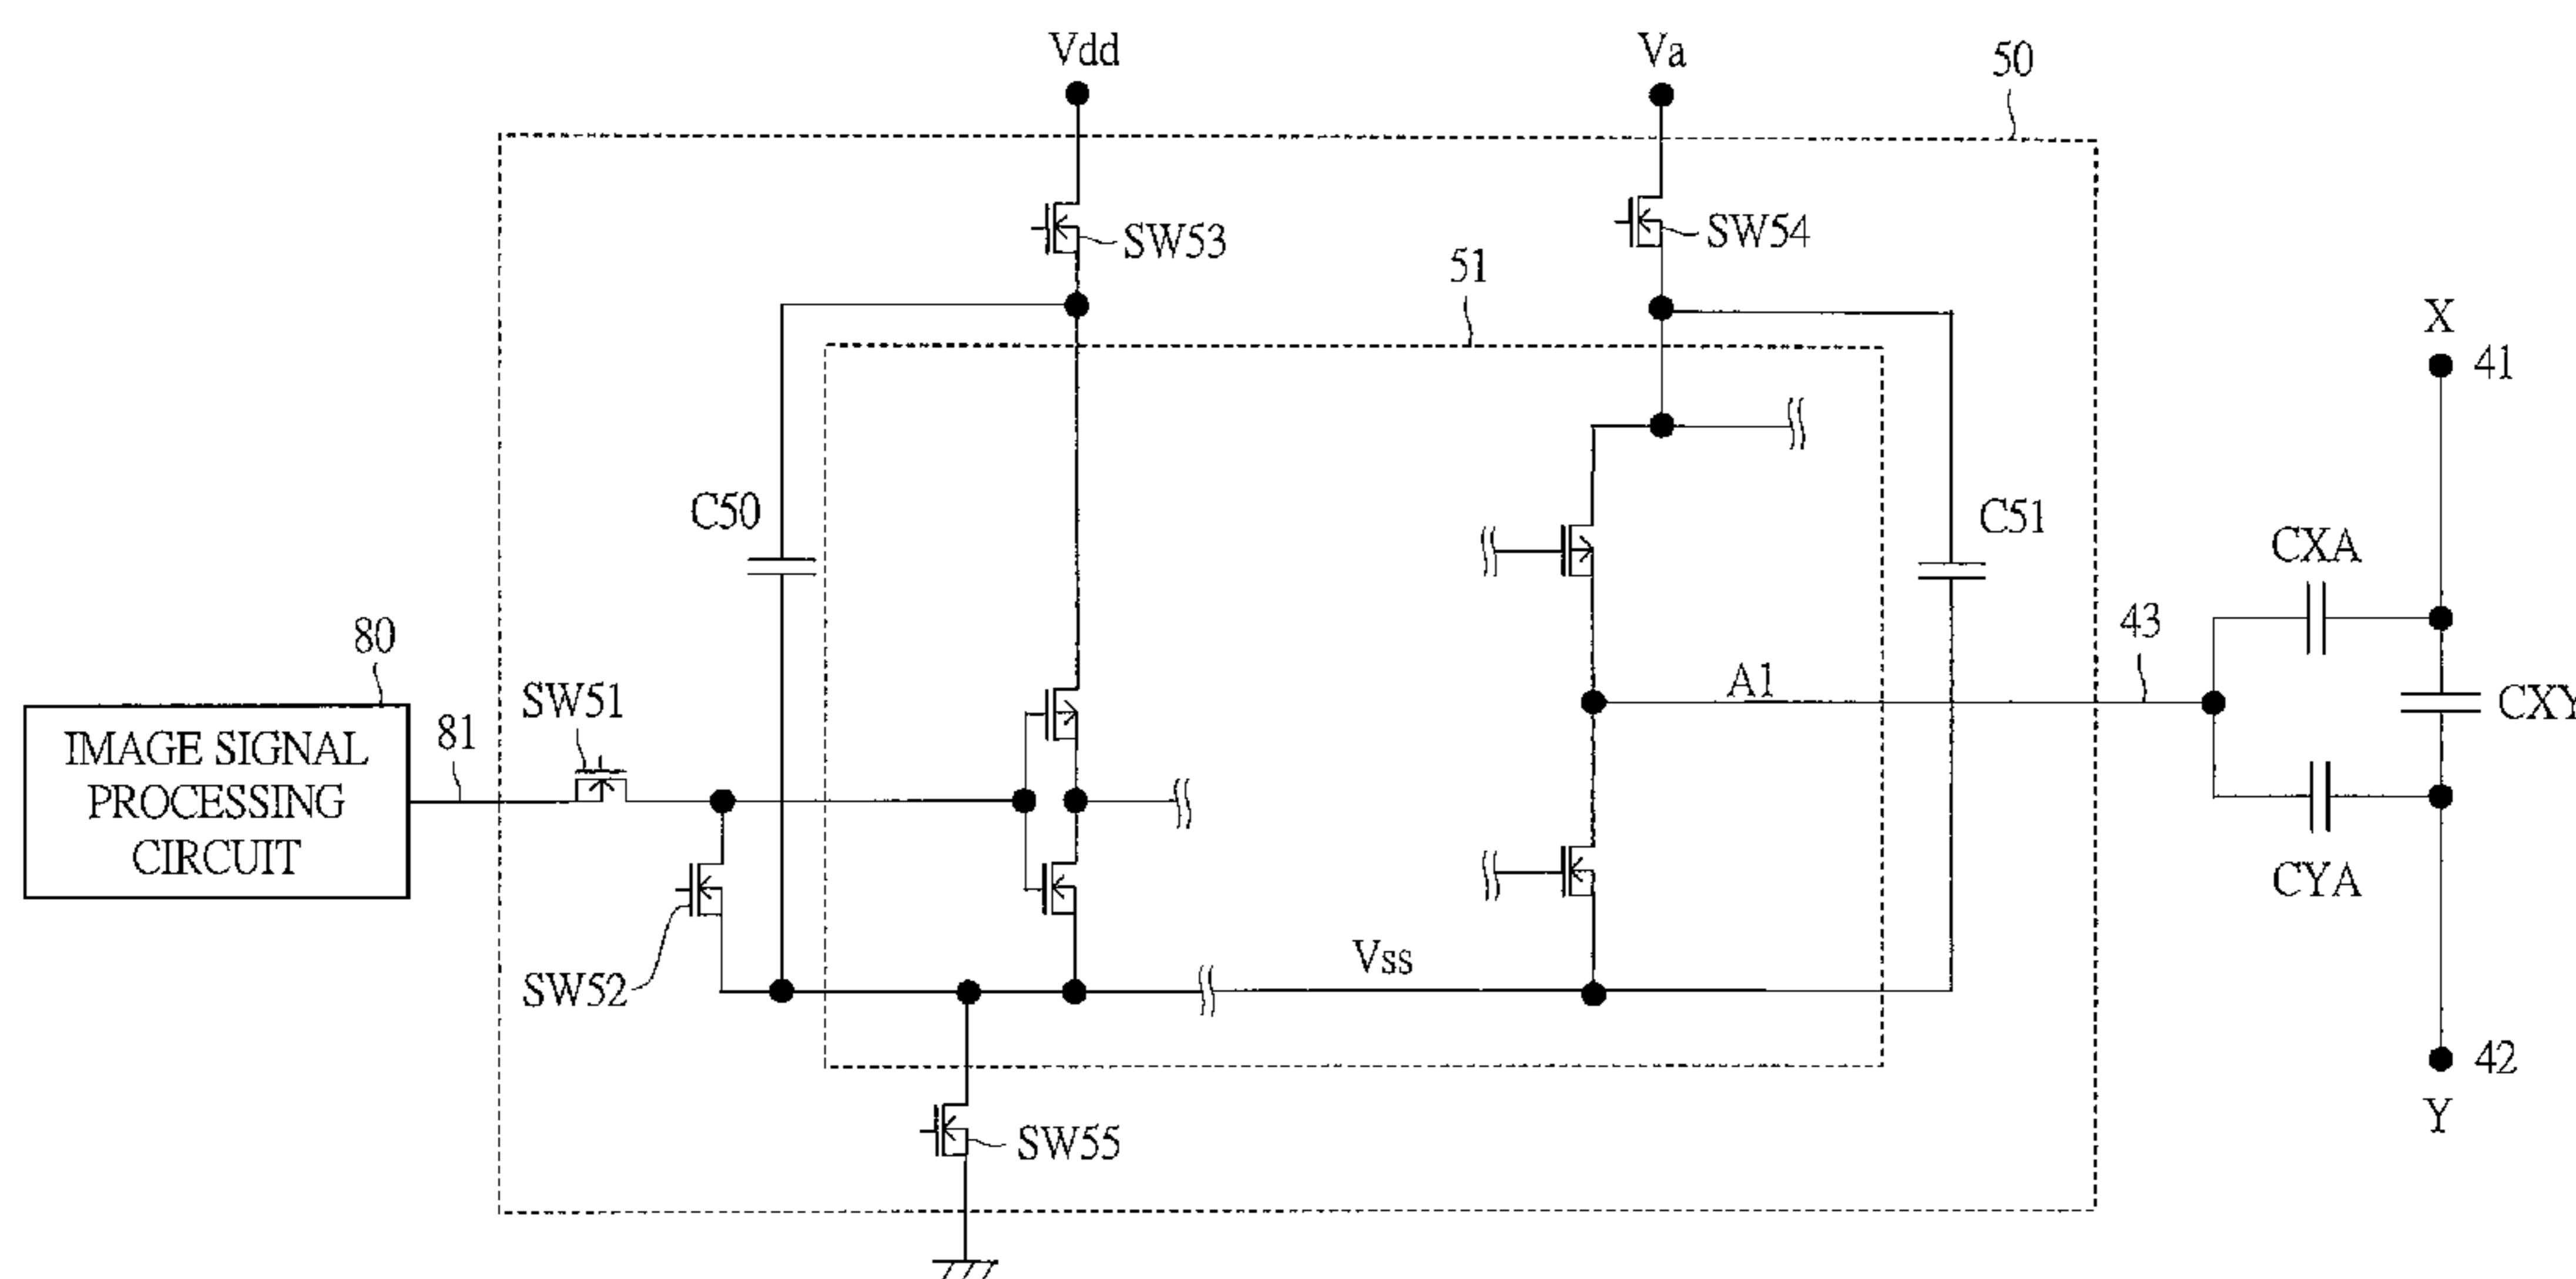 Vdd
Va
50
SW53
SW54
51
X
41
C50
C51
CXA
80
SW51
43
A1
CXY
81
IMAGE SIGNAL
PROCESSING
CIRCUIT
CYA
SW52
Vss
42
Y
SW55